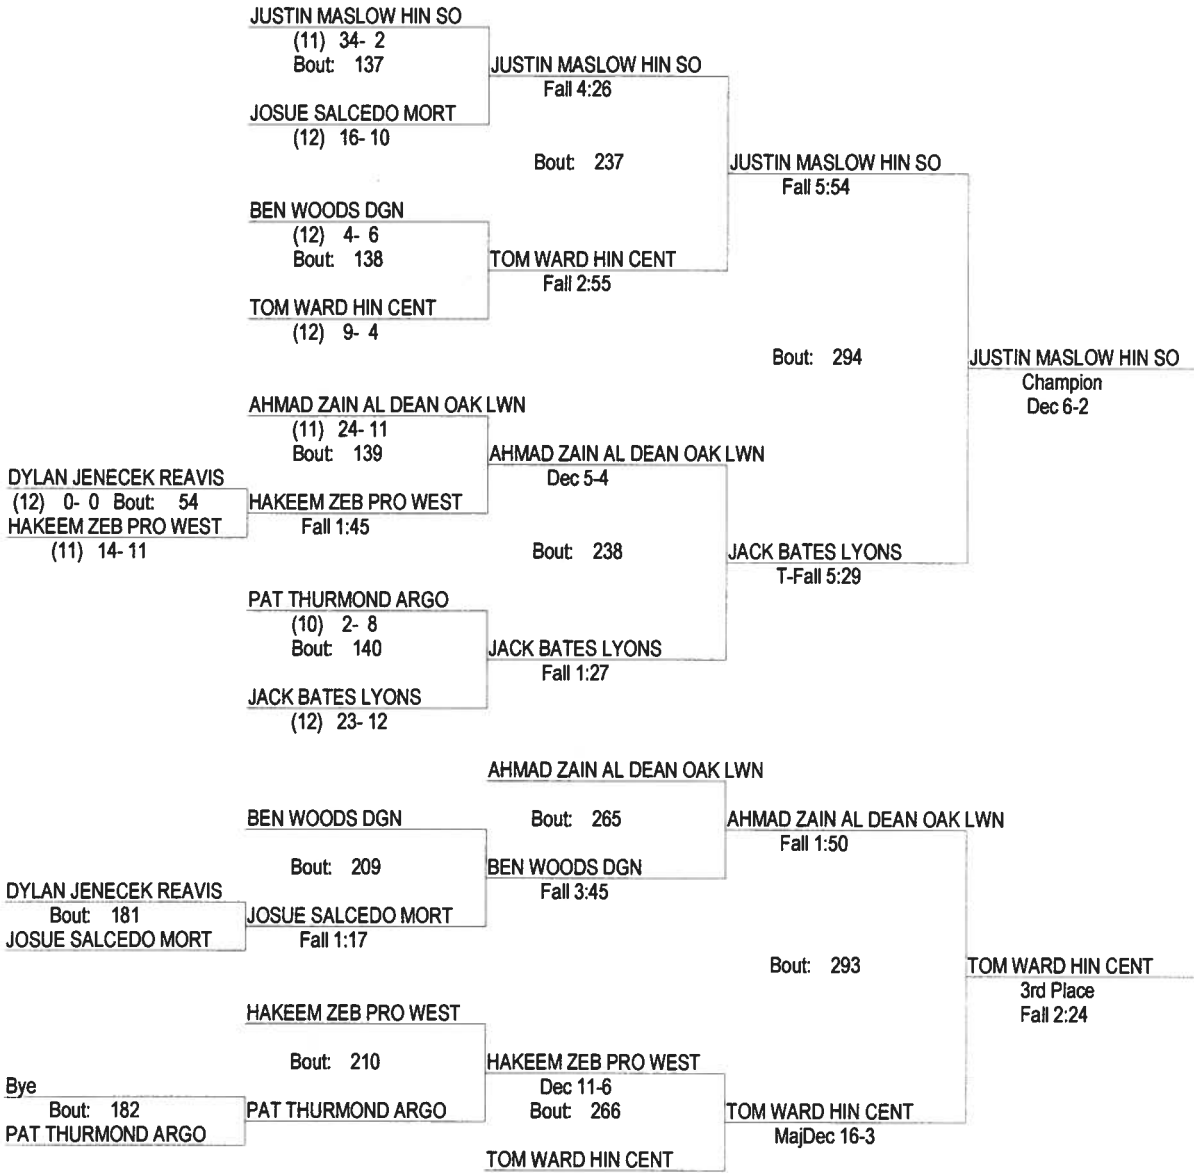 JUSTIN MASLOW HIN SO
(11) 34- 2
Bout: 137
JUSTIN MASLOW HIN SO
Fall 4:26
JOSUE SALCEDO MORT
(12) 16- 10
Bout: 237
JUSTIN MASLOW HIN SO
Fall 5:54
BEN WOODS DGN
(12) 4- 6
Bout: 138
TOM WARD HIN CENT
Fall 2:55
TOM WARD HIN CENT
(12) 9- 4
Bout: 294
JUSTIN MASLOW HIN SO
Champion
Dec 6-2
AHMAD ZAIN AL DEAN OAK LWN
(11) 24- 11
Bout: 139
AHMAD ZAIN AL DEAN OAK LWN
Dec 5-4
DYLAN JENECEK REAVIS
(12) 0- 0 Bout: 54
HAKEEM ZEB PRO WEST
(11) 14- 11
HAKEEM ZEB PRO WEST
Fall 1:45
Bout: 238
JACK BATES LYONS
T-Fall 5:29
PAT THURMOND ARGO
(10) 2- 8
Bout: 140
JACK BATES LYONS
Fall 1:27
JACK BATES LYONS
(12) 23- 12
AHMAD ZAIN AL DEAN OAK LWN
BEN WOODS DGN
Bout: 265
AHMAD ZAIN AL DEAN OAK LWN
Fall 1:50
Bout: 209
BEN WOODS DGN
Fall 3:45
DYLAN JENECEK REAVIS
Bout: 181
JOSUE SALCEDO MORT
JOSUE SALCEDO MORT
Fall 1:17
Bout: 293
TOM WARD HIN CENT
3rd Place
Fall 2:24
HAKEEM ZEB PRO WEST
Bout: 210
HAKEEM ZEB PRO WEST
Dec 11-6
Bout: 266
Bye
Bout: 182
PAT THURMOND ARGO
PAT THURMOND ARGO
TOM WARD HIN CENT
MajDec 16-3
TOM WARD HIN CENT